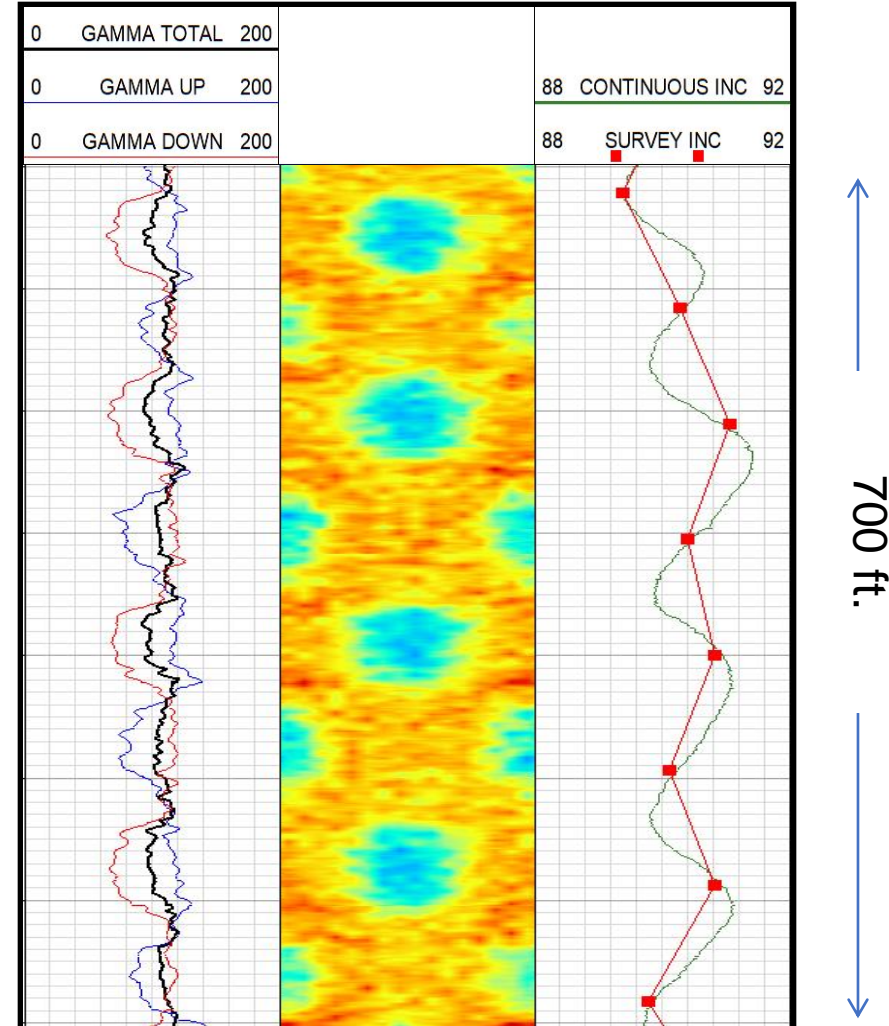 0 GAMMA TOTAL 200
0 GAMMA UP 200
0 GAMMA DOWN 200
88 CONTINUOUS INC 92
88 SURVEY INC 92
700 ft.